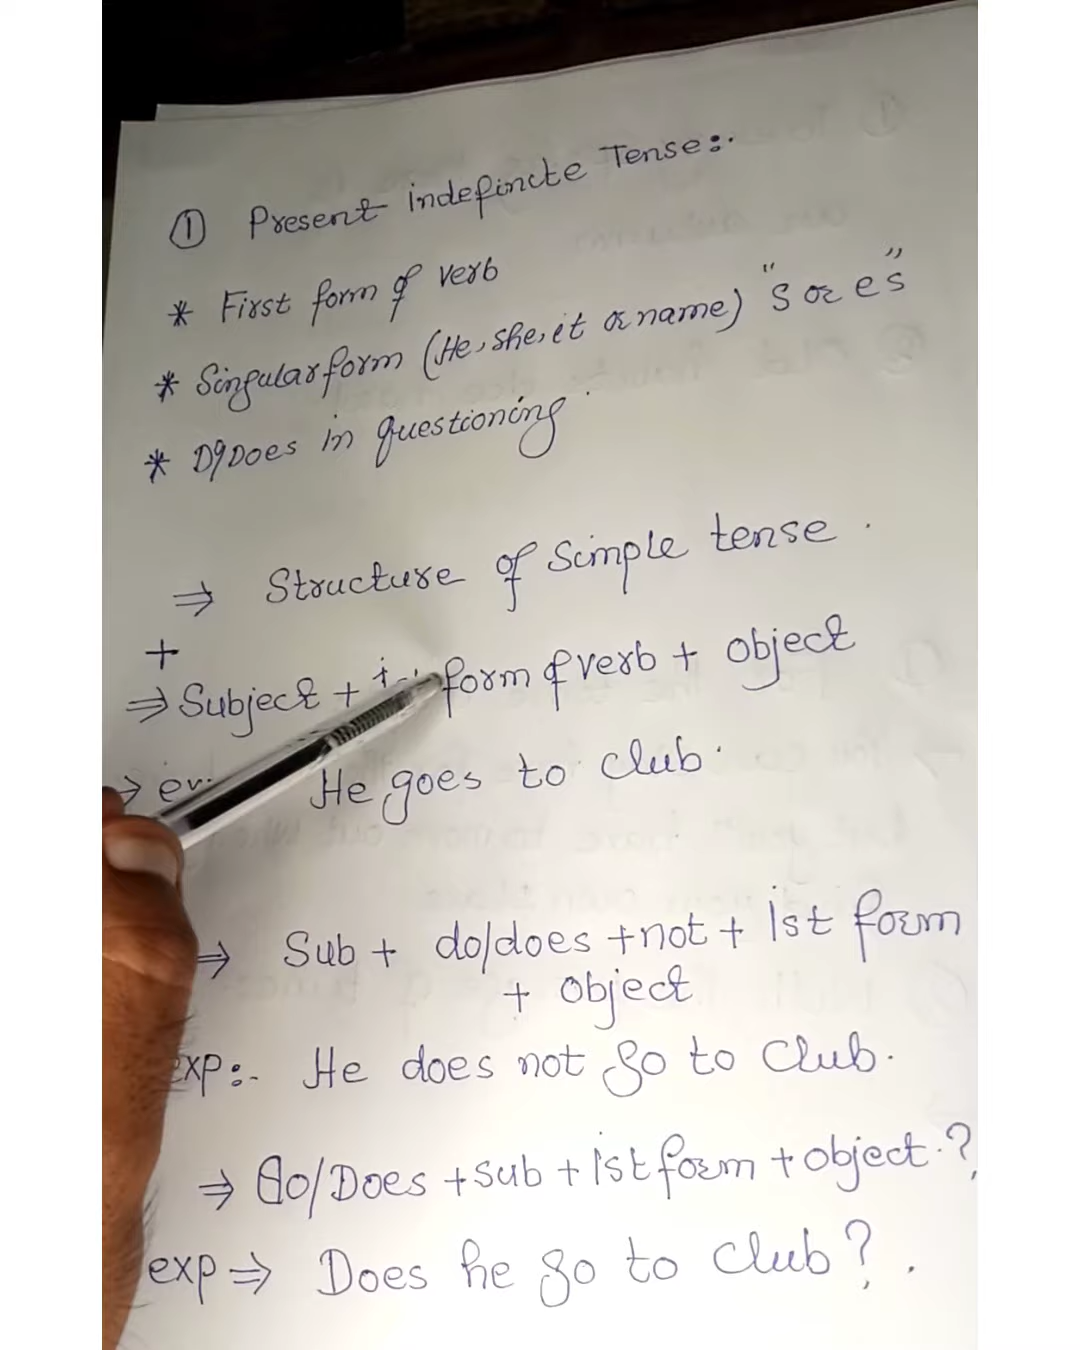 ① Present indefincte Tense:-
* First form of verb
* Singular form (He, she, it or name) "s or es"
* Do/Does in questioning
⇒ Structure of Simple tense.
+
⇒ Subject + form of verb + object
⇒ He goes to club.
⇒ Sub + do/does + not + 1st form
+ object
exp:- He does not go to Club.
⇒ Do/Does + sub + 1st form + object.?
exp ⇒ Does he go to club?.